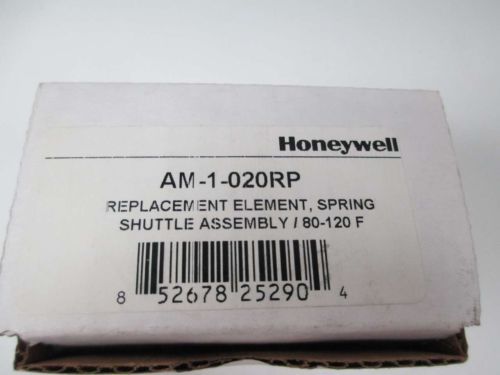 Honeywell
AM-1-020RP
REPLACEMENT ELEMENT, SPRING
SHUTTLE ASSEMBLY / 80-120 F
8 52678 25290 4